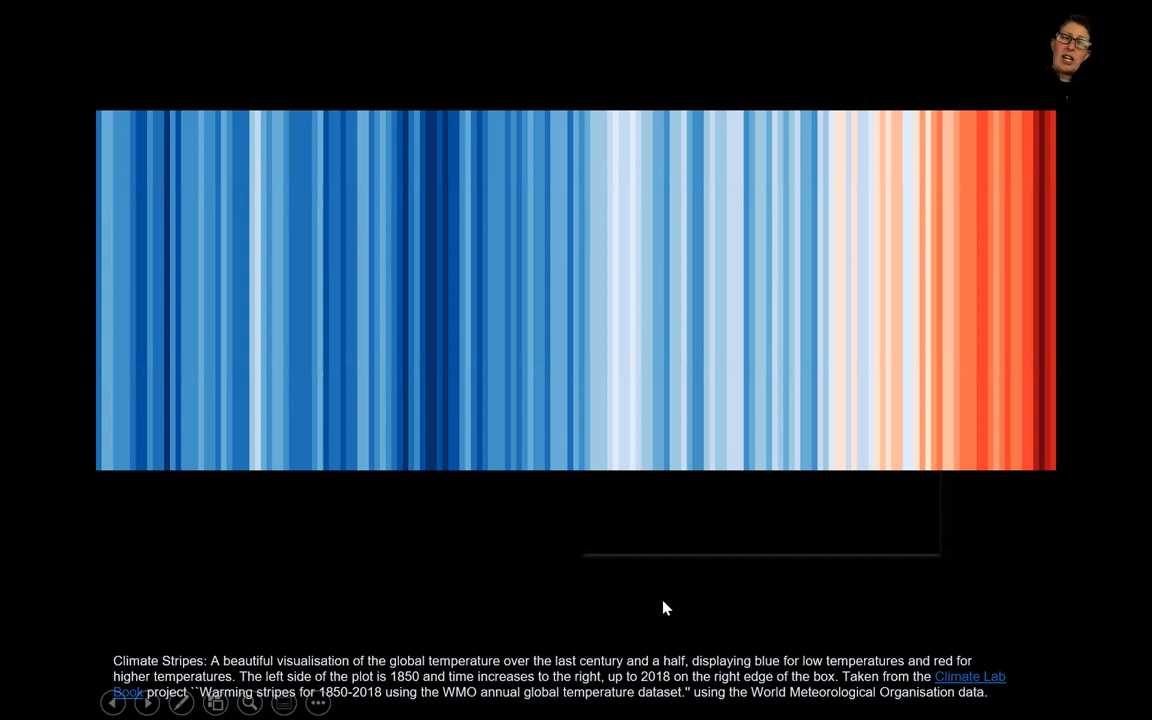 Climate Stripes: A beautiful visualisation of the global temperature over the last century and a half, displaying blue for low temperatures and red for
higher temperatures. The left side of the plot is 1850 and time increases to the right, up to 2018 on the right edge of the box. Taken from the Climate Lab
Book project ``Warming stripes for 1850-2018 using the WMO annual global temperature dataset." using the World Meteorological Organisation data.